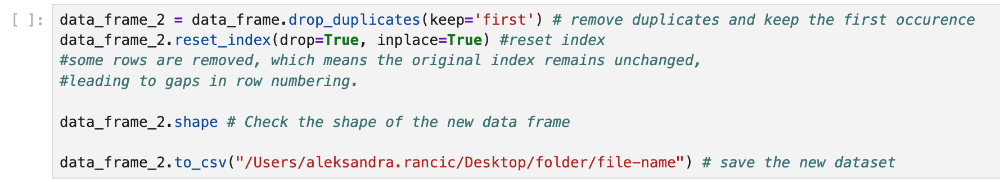 [ ]: data_frame_2 = data_frame.drop_duplicates(keep='first') # remove duplicates and keep the first occurence
data_frame_2.reset_index(drop=True, inplace=True) #reset index
#some rows are removed, which means the original index remains unchanged,
#leading to gaps in row numbering.
data_frame_2.shape # Check the shape of the new data frame
data_frame_2.to_csv("/Users/aleksandra.rancic/Desktop/folder/file-name") # save the new dataset